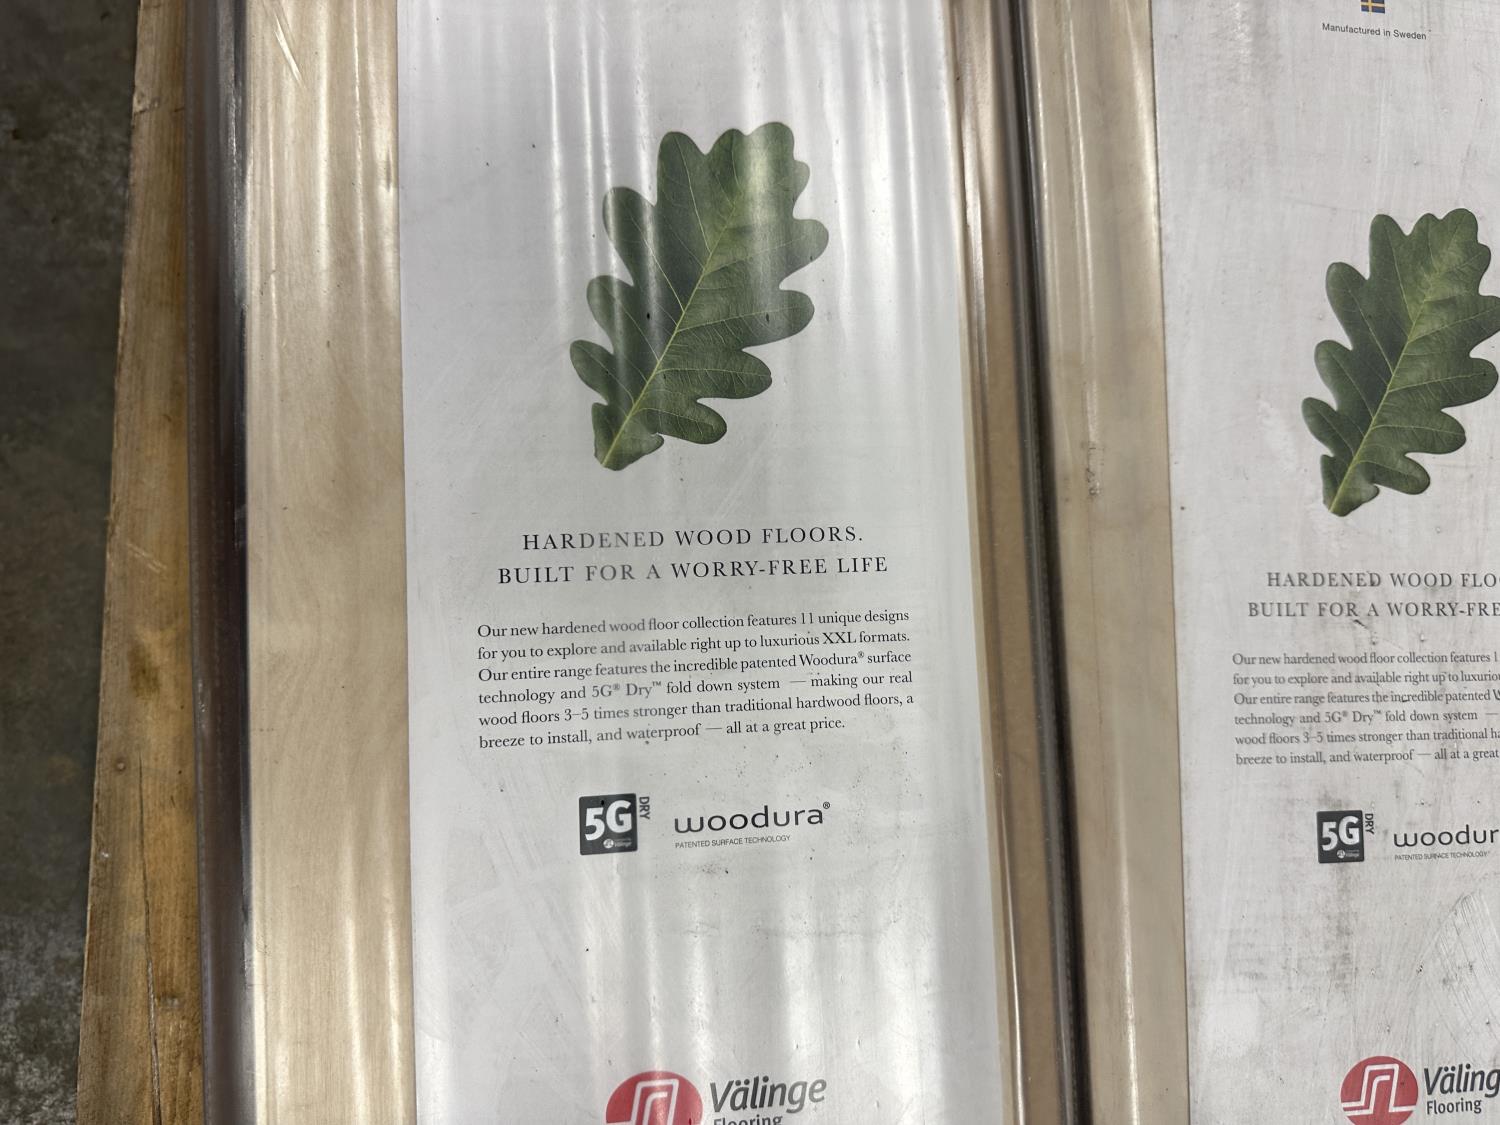 HARDENED WOOD FLOORS.
BUILT FOR A WORRY-FREE LIFE
Our new hardened wood floor collection features 11 unique designs
for you to explore and available right up to luxurious XXL formats.
Our entire range features the incredible patented Woodura® surface
technology and 5G® Dry™ fold down system — making our real
wood floors 3–5 times stronger than traditional hardwood floors, a
breeze to install, and waterproof — all at a great price.
5G DRY
woodura®
PATENTED SURFACE TECHNOLOGY
Välinge
Flooring
Manufactured in Sweden
HARDENED WOOD FLO
BUILT FOR A WORRY-FRE
Our new hardened wood floor collection features 1
for you to explore and available right up to luxurio
Our entire range features the incredible patented W
technology and 5G® Dry™ fold down system —
wood floors 3–5 times stronger than traditional ha
breeze to install, and waterproof — all at a great
5G DRY
woodur
PATENTED SURFACE TECHNOLOGY
Väling
Flooring